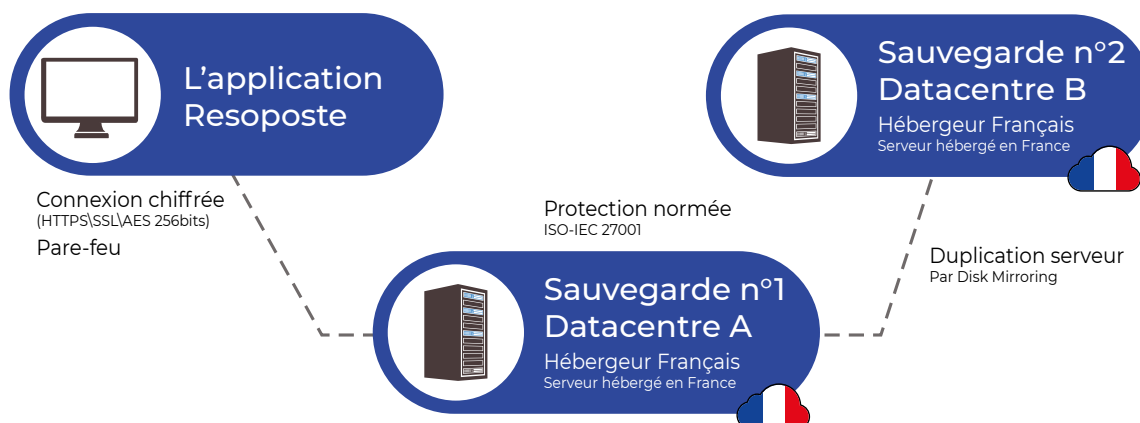 L’application
Resoposte
Connexion chiffrée
(HTTPS\SSL\AES 256bits)
Pare-feu
Protection normée
ISO-IEC 27001
Sauvegarde n°1
Datacentre A
Hébergeur Français
Serveur hébergé en France
Sauvegarde n°2
Datacentre B
Hébergeur Français
Serveur hébergé en France
Duplication serveur
Par Disk Mirroring